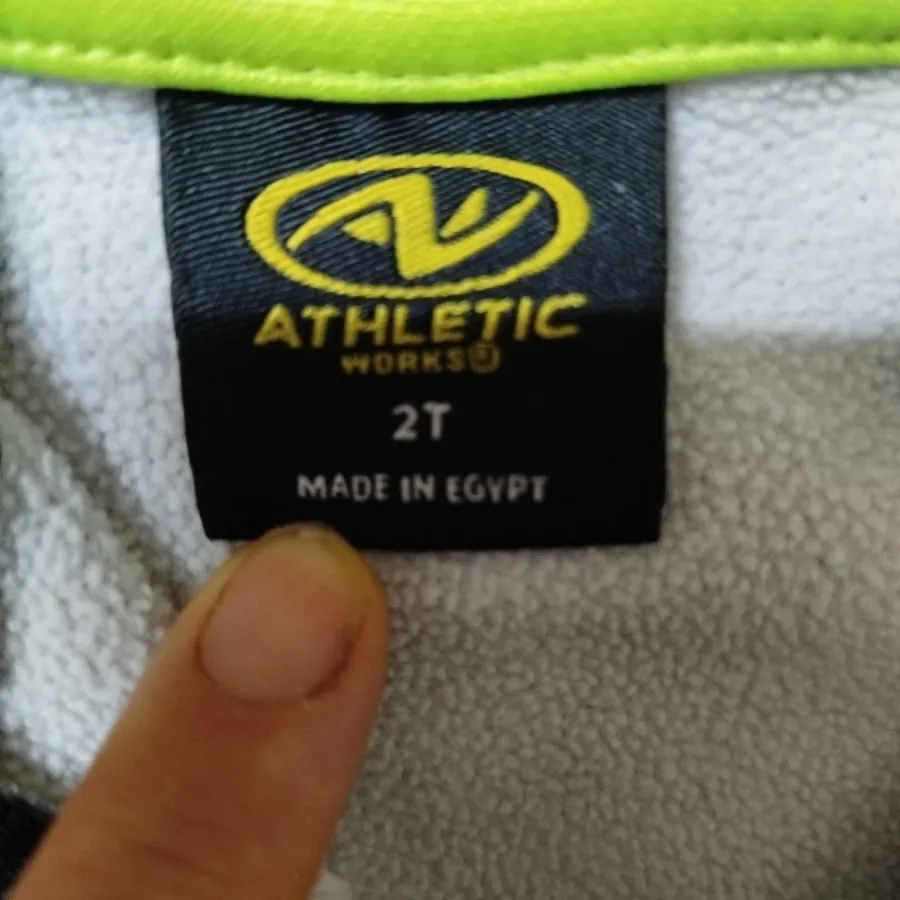 ATHLETIC
WORKS®
2T
MADE IN EGYPT